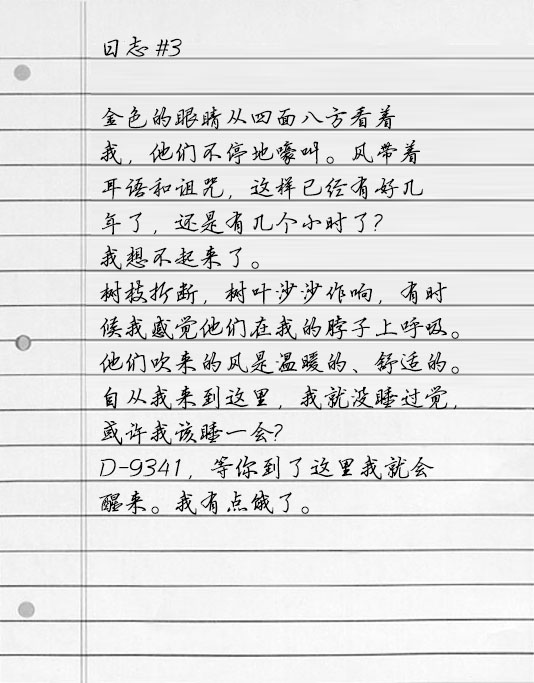 日志 #3
金色的眼睛从四面八方看着
我，他们不停地嚎叫。风带着
耳语和诅咒，这样已经有好几
年了，还是有几个小时了？
我想不起来了。
树枝折断，树叶沙沙作响，有时
候我感觉他们在我的脖子上呼吸。
他们吹来的风是温暖的、舒适的。
自从我来到这里，我就没睡过觉，
或许我该睡一会？
D-9341，等你到了这里我就会
醒来。我有点饿了。